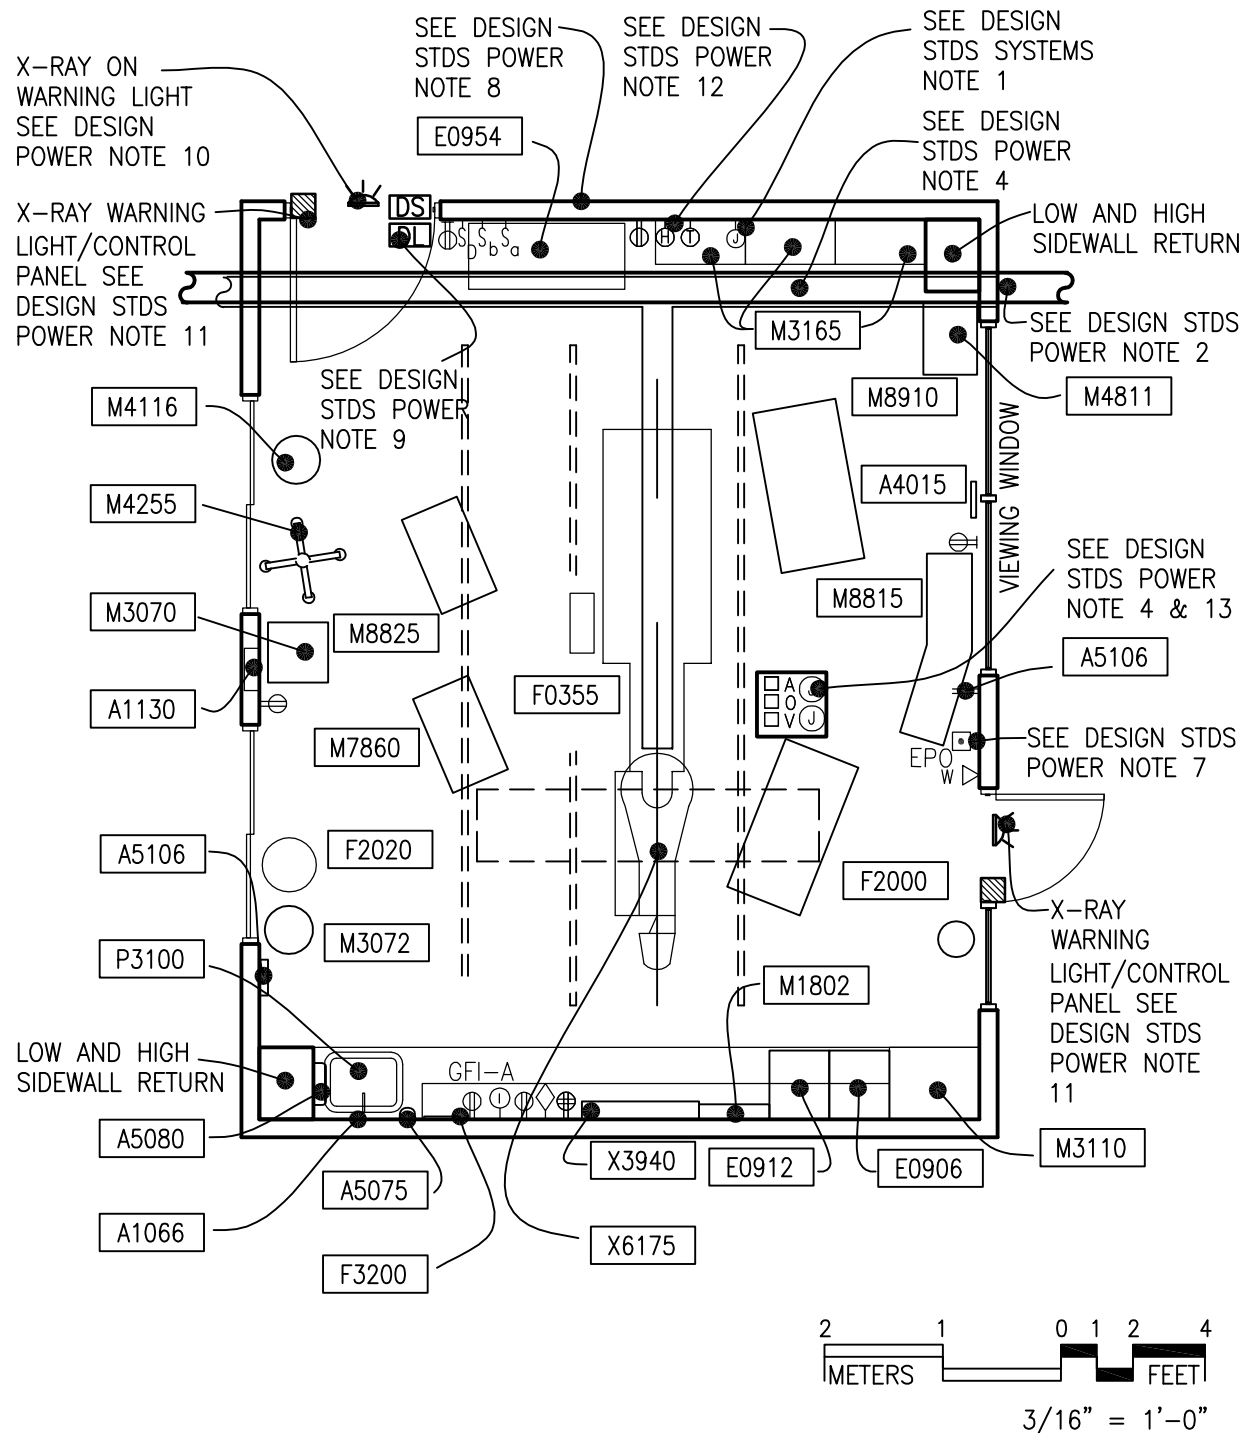 SEE DESIGN
STDS POWER
NOTE 8
SEE DESIGN
STDS POWER
NOTE 12
SEE DESIGN
STDS SYSTEMS
NOTE 1
X-RAY ON
WARNING LIGHT
SEE DESIGN
POWER NOTE 10
E0954
SEE DESIGN
STDS POWER
NOTE 4
X-RAY WARNING
LIGHT/CONTROL
PANEL SEE
DESIGN STDS
POWER NOTE 11
DS
DL
S
D
S
b
S
a
H
T
J
LOW AND HIGH
SIDEWALL RETURN
M3165
SEE DESIGN STDS
POWER NOTE 2
SEE DESIGN
STDS POWER
NOTE 9
M4116
M8910
M4811
VIEWING WINDOW
A4015
M4255
SEE DESIGN
STDS POWER
NOTE 4 & 13
M8815
M3070
M8825
A5106
A1130
F0355
A
O
V
J
J
M7860
SEE DESIGN STDS
POWER NOTE 7
EPO
W
A5106
F2020
F2000
P3100
M3072
X-RAY
WARNING
LIGHT/CONTROL
PANEL SEE
DESIGN STDS
POWER NOTE
11
M1802
LOW AND HIGH
SIDEWALL RETURN
GFI-A
I
A5080
A5075
X3940
E0912
E0906
M3110
A1066
F3200
X6175
2 1 0 1 2 4
METERS FEET
3/16" = 1'-0"